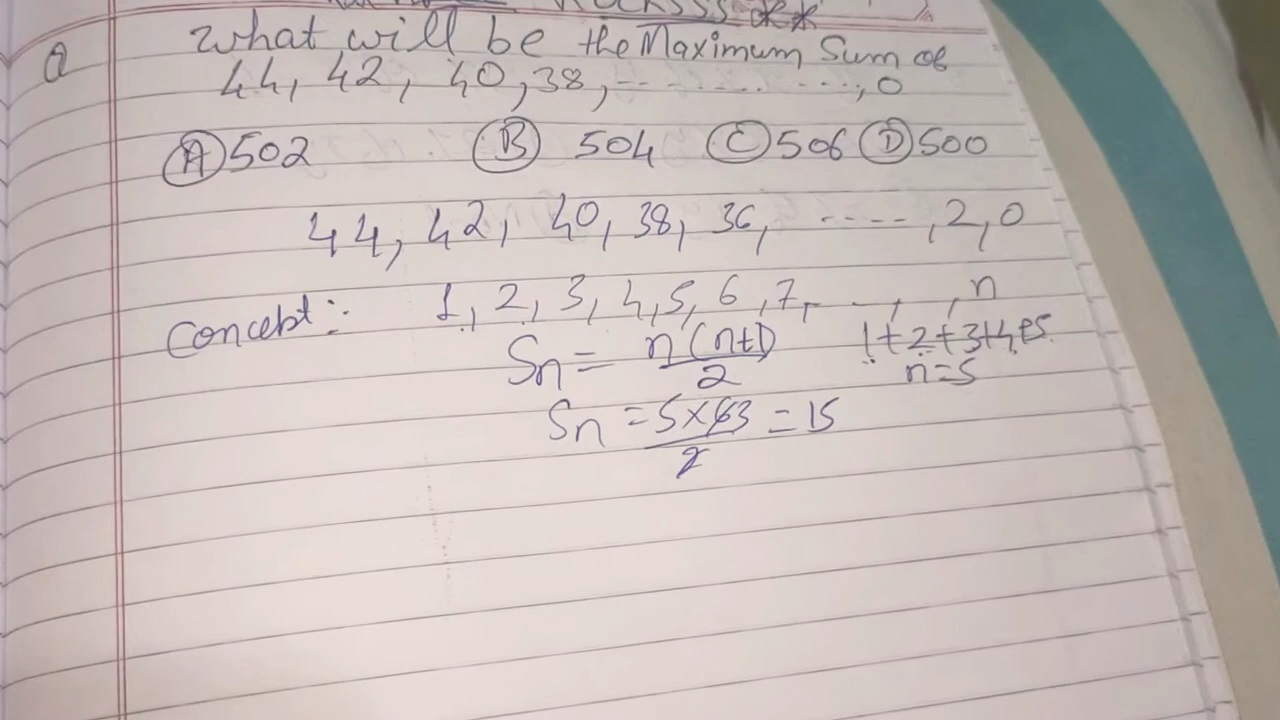 Q What will be the Maximum Sum of
44, 42, 40, 38, ---------, 0
(A) 502 (B) 504 (C) 506 (D) 500
44, 42, 40, 38, 36, ----, 2, 0
Concept:- 1, 2, 3, 4, 5, 6, 7, - -, , n
Sn = n(n+1)/2 1+2+3+4+5
n=5
Sn = 5×63/2 = 15